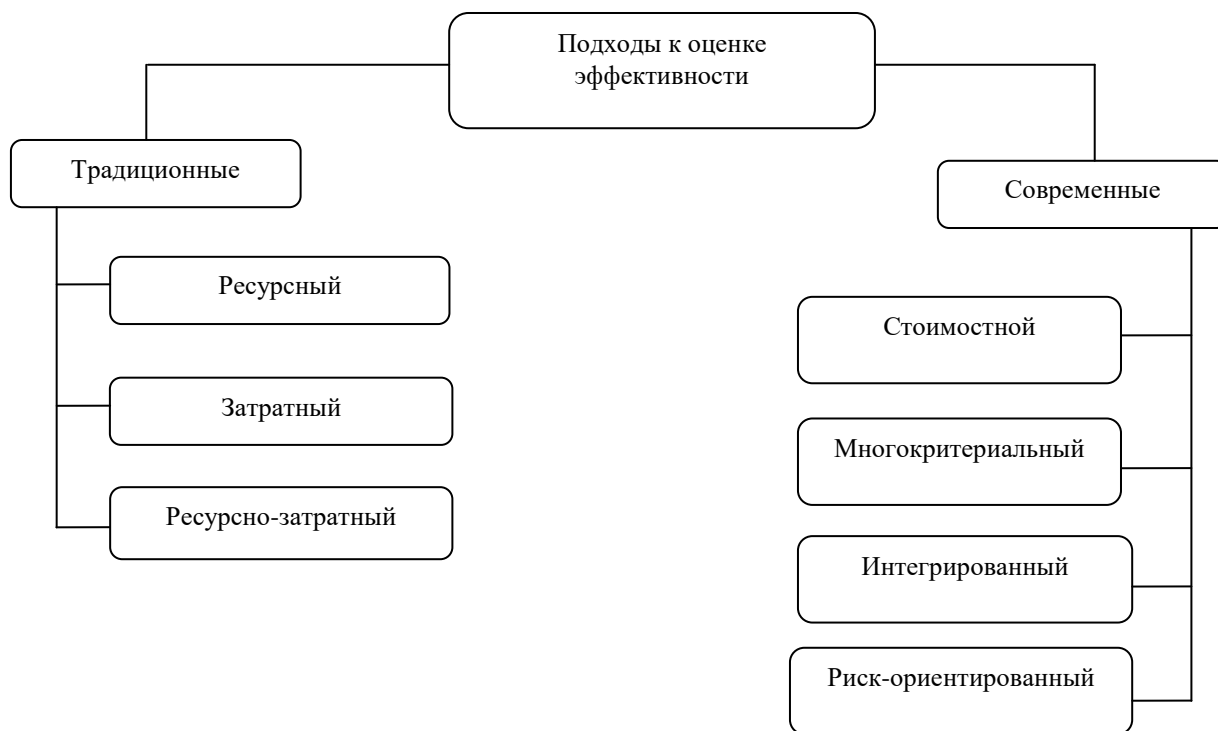 Подходы к оценке
эффективности
Традиционные
Современные
Ресурсный
Затратный
Ресурсно-затратный
Стоимостной
Многокритериальный
Интегрированный
Риск-ориентированный